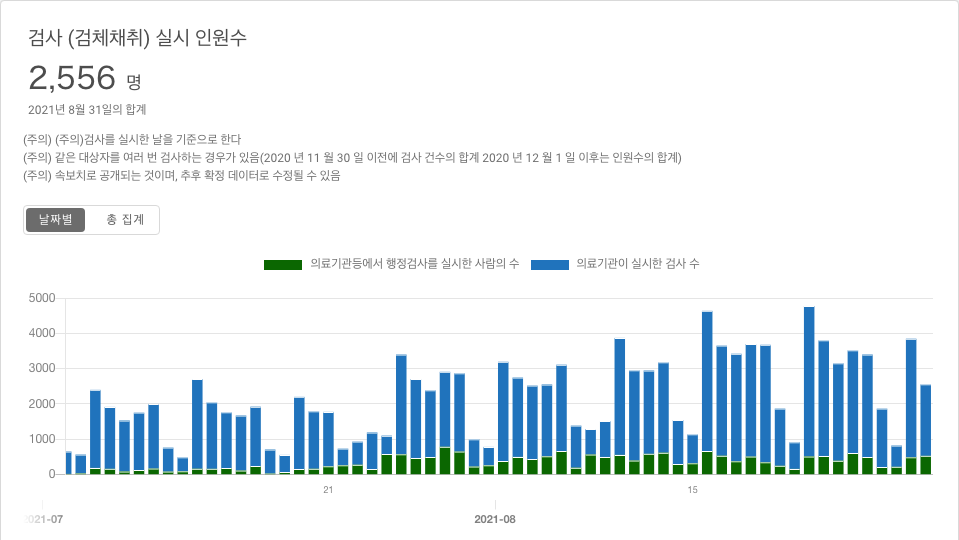 검사 (검체채취) 실시 인원수
2,556 명
2021년 8월 31일의 합계
(주의) (주의)검사를 실시한 날을 기준으로 한다
(주의) 같은 대상자를 여러 번 검사하는 경우가 있음(2020 년 11 월 30 일 이전에 검사 건수의 합계 2020 년 12 월 1 일 이후는 인원수의 합계)
(주의) 속보치로 공개되는 것이며, 추후 확정 데이터로 수정될 수 있음
날짜별 총 집계
의료기관등에서 행정검사를 실시한 사람의 수 의료기관이 실시한 검사 수
5000
4000
3000
2000
1000
0
21 15
2021-07 2021-08